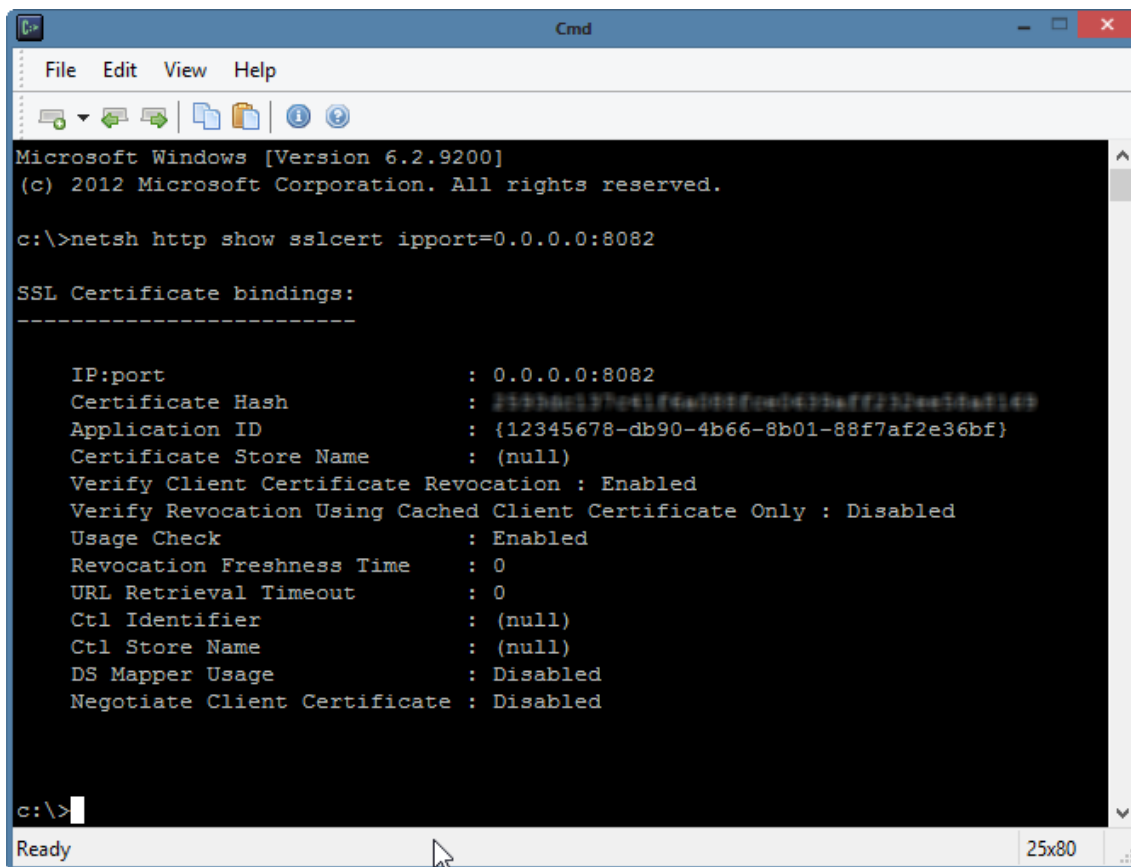 Cmd
File Edit View Help
Microsoft Windows [Version 6.2.9200]
(c) 2012 Microsoft Corporation. All rights reserved.
c:\>netsh http show sslcert ipport=0.0.0.0:8082
SSL Certificate bindings:
-------------------------
IP:port : 0.0.0.0:8082
Certificate Hash :
Application ID : {12345678-db90-4b66-8b01-88f7af2e36bf}
Certificate Store Name : (null)
Verify Client Certificate Revocation : Enabled
Verify Revocation Using Cached Client Certificate Only : Disabled
Usage Check : Enabled
Revocation Freshness Time : 0
URL Retrieval Timeout : 0
Ctl Identifier : (null)
Ctl Store Name : (null)
DS Mapper Usage : Disabled
Negotiate Client Certificate : Disabled
c:\>
Ready 25x80